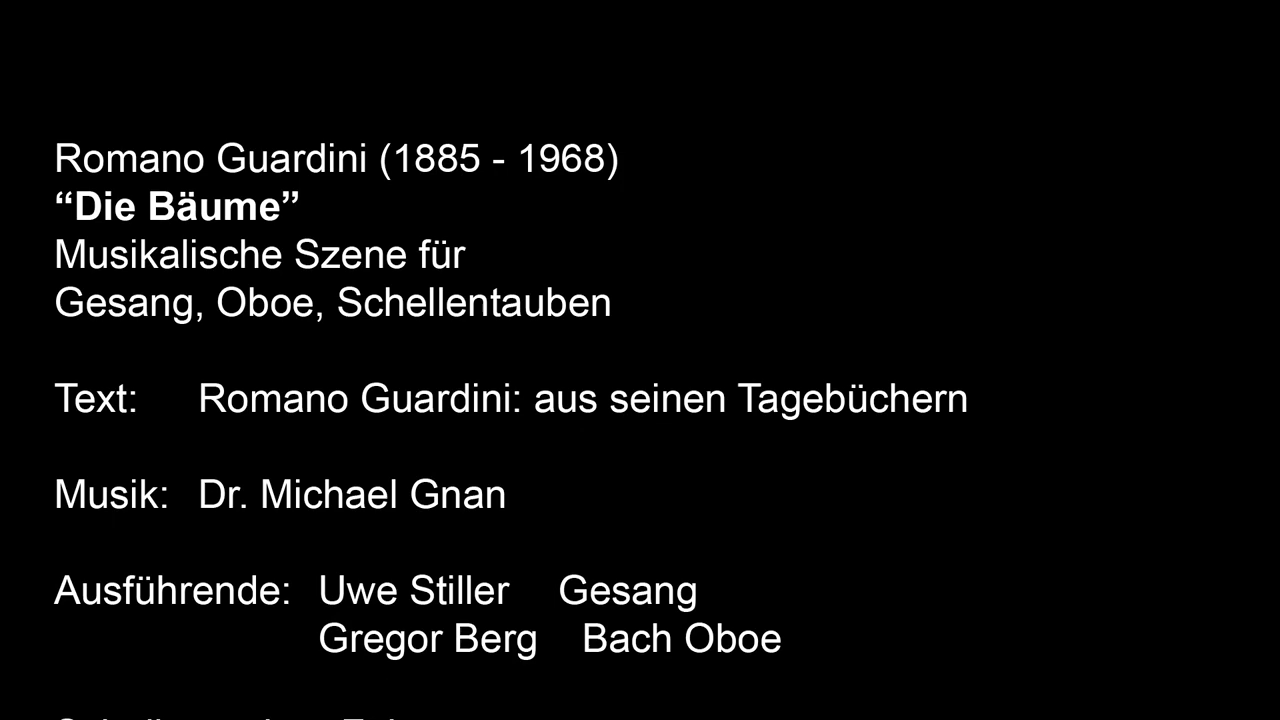 Romano Guardini (1885 - 1968)
“Die Bäume”
Musikalische Szene für
Gesang, Oboe, Schellentauben
Text: Romano Guardini: aus seinen Tagebüchern
Musik: Dr. Michael Gnan
Ausführende: Uwe Stiller Gesang
Gregor Berg Bach Oboe